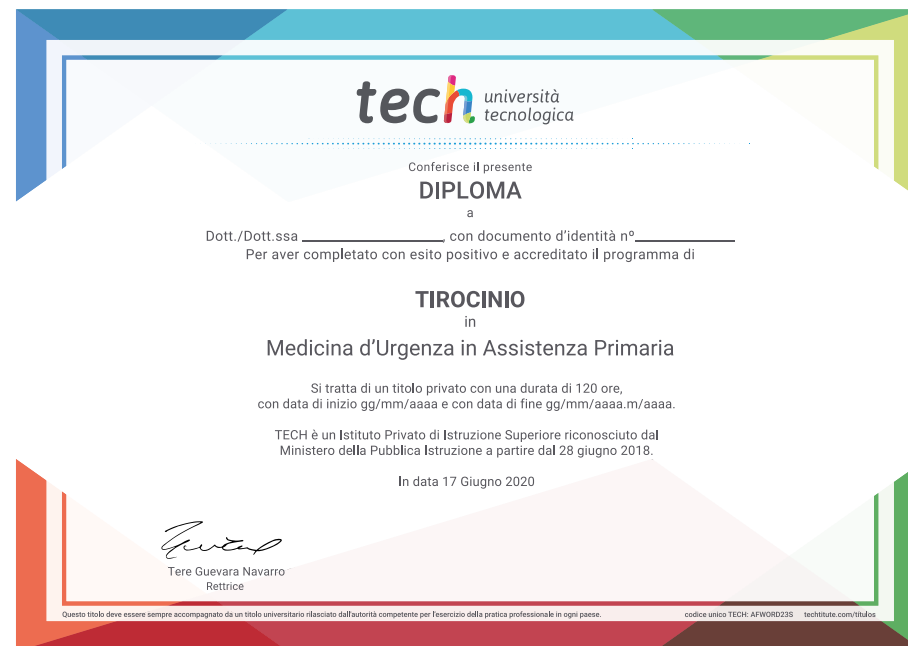 tech università
tecnologica
Conferisce il presente
DIPLOMA
a
Dott./Dott.ssa ____________________, con documento d'identità nº______________
Per aver completato con esito positivo e accreditato il programma di
TIROCINIO
in
Medicina d'Urgenza in Assistenza Primaria
Si tratta di un titolo privato con una durata di 120 ore,
con data di inizio gg/mm/aaaa e con data di fine gg/mm/aaaa.m/aaaa.
TECH è un Istituto Privato di Istruzione Superiore riconosciuto dal
Ministero della Pubblica Istruzione a partire dal 28 giugno 2018.
In data 17 Giugno 2020
Tere Guevara Navarro
Rettrice
Questo titolo deve essere sempre accompagnato da un titolo universitario rilasciato dall'autorità competente per l'esercizio della pratica professionale in ogni paese. codice unico TECH: AFWORD23S techtitute.com/titulos